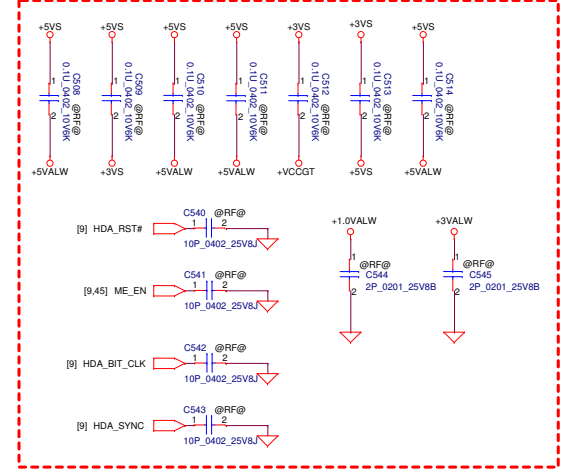 +5VS +5VS +5VS +5VS +3VS +3VS +5VS
1 1 1 1 1 1 1
C508 @RF@
0.1U_0402_10V6K
C509 @RF@
0.1U_0402_10V6K
C510 @RF@
0.1U_0402_10V6K
C511 @RF@
0.1U_0402_10V6K
C512 @RF@
0.1U_0402_10V6K
C513 @RF@
0.1U_0402_10V6K
C514 @RF@
0.1U_0402_10V6K
2 2 2 2 2 2 2
+5VALW +3VS +5VALW +5VALW +VCCGT +5VS +5VALW
C540 @RF@
[9] HDA_RST# 1 2
10P_0402_25V8J
C541 @RF@
[9,45] ME_EN 1 2
10P_0402_25V8J
C542 @RF@
[9] HDA_BIT_CLK 1 2
10P_0402_25V8J
C543 @RF@
[9] HDA_SYNC 1 2
10P_0402_25V8J
+1.0VALW
1
@RF@
C544
2P_0201_25V8B
2
+3VALW
1
@RF@
C545
2P_0201_25V8B
2